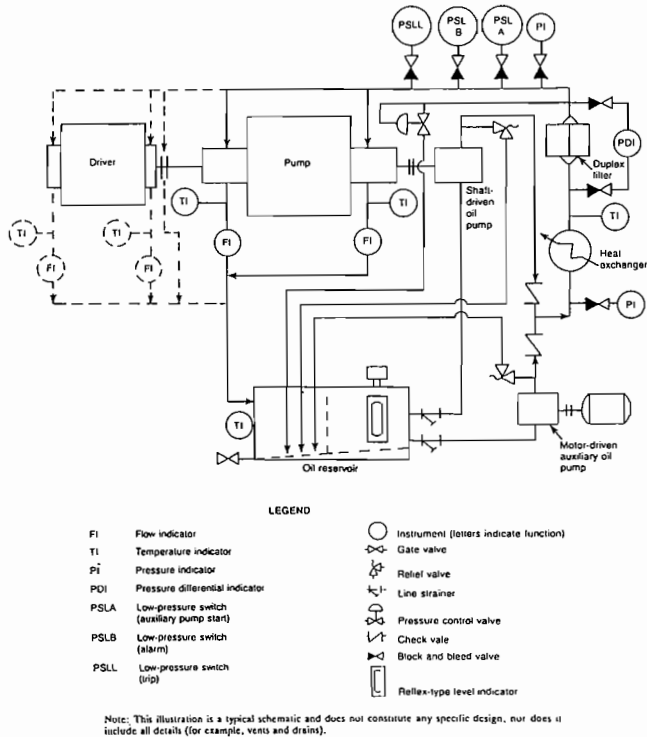 PSLL
PSL
B
PSL
A
PI
Driver
Pump
PDI
Duplex
filter
Shaft-
driven oil
pump
TI
TI
TI
TI
TI
FI
FI
FI
FI
Heal
exchanger
PI
TI
Oil reservoir
Motor-driven
auxiliary oil
pump
LEGEND
FI Flow indicator
TI Temperature indicator
PI Pressure indicator
PDI Pressure differential indicator
PSLA Low-pressure switch
(auxiliary pump start)
PSLB Low-pressure switch
(alarm)
PSLL Low-pressure switch
(trip)
Instrument (letters indicate function)
Gate valve
Relief valve
Line strainer
Pressure control valve
Check vale
Block and bleed valve
Reflex-type level indicator
Note: This illustration is a typical schematic and does not constitute any specific design, nor does it
include all details (for example, vents and drains).